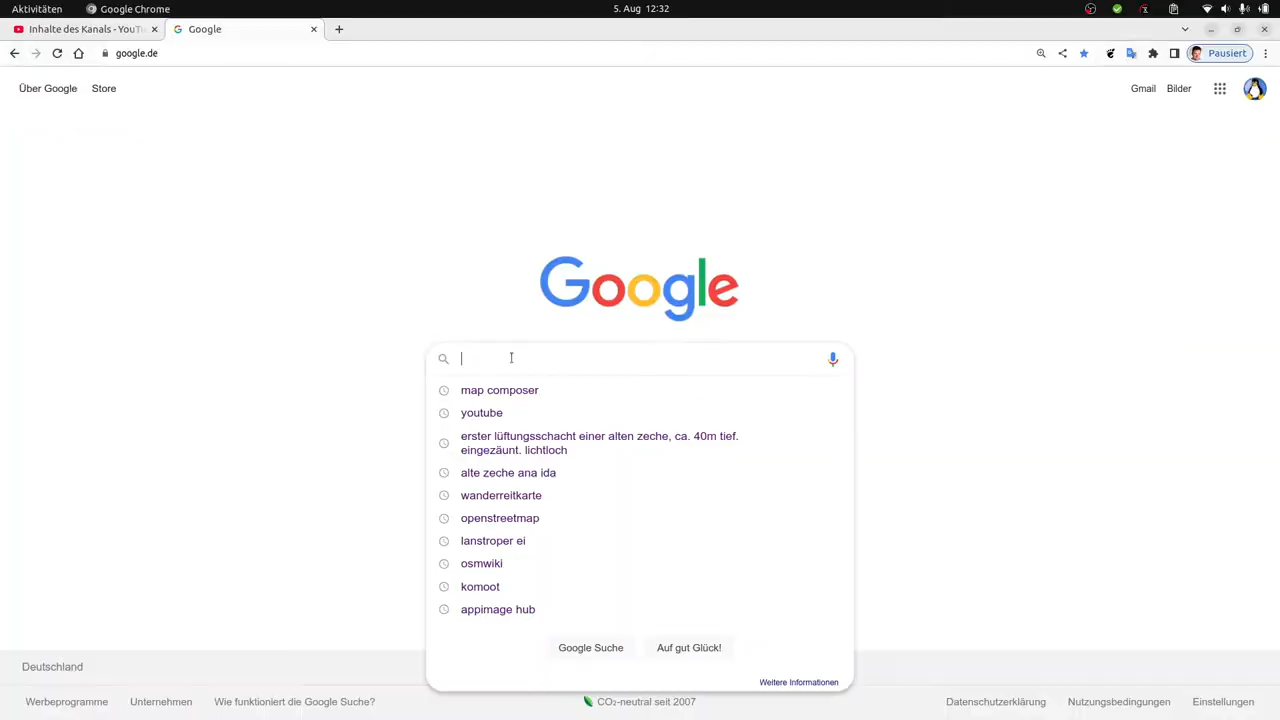 Aktivitäten
Google Chrome
5. Aug 12:32
Inhalte des Kanals - YouTu
Google
google.de
Pausiert
Über Google
Store
Gmail
Bilder
Google
map composer
youtube
erster lüftungsschacht einer alten zeche, ca. 40m tief.
eingezäunt. lichtloch
alte zeche ana ida
wanderreitkarte
openstreetmap
lanstroper ei
osmwiki
komoot
appimage hub
Google Suche
Auf gut Glück!
Weitere Informationen
Deutschland
Werbeprogramme
Unternehmen
Wie funktioniert die Google Suche?
CO₂-neutral seit 2007
Datenschutzerklärung
Nutzungsbedingungen
Einstellungen